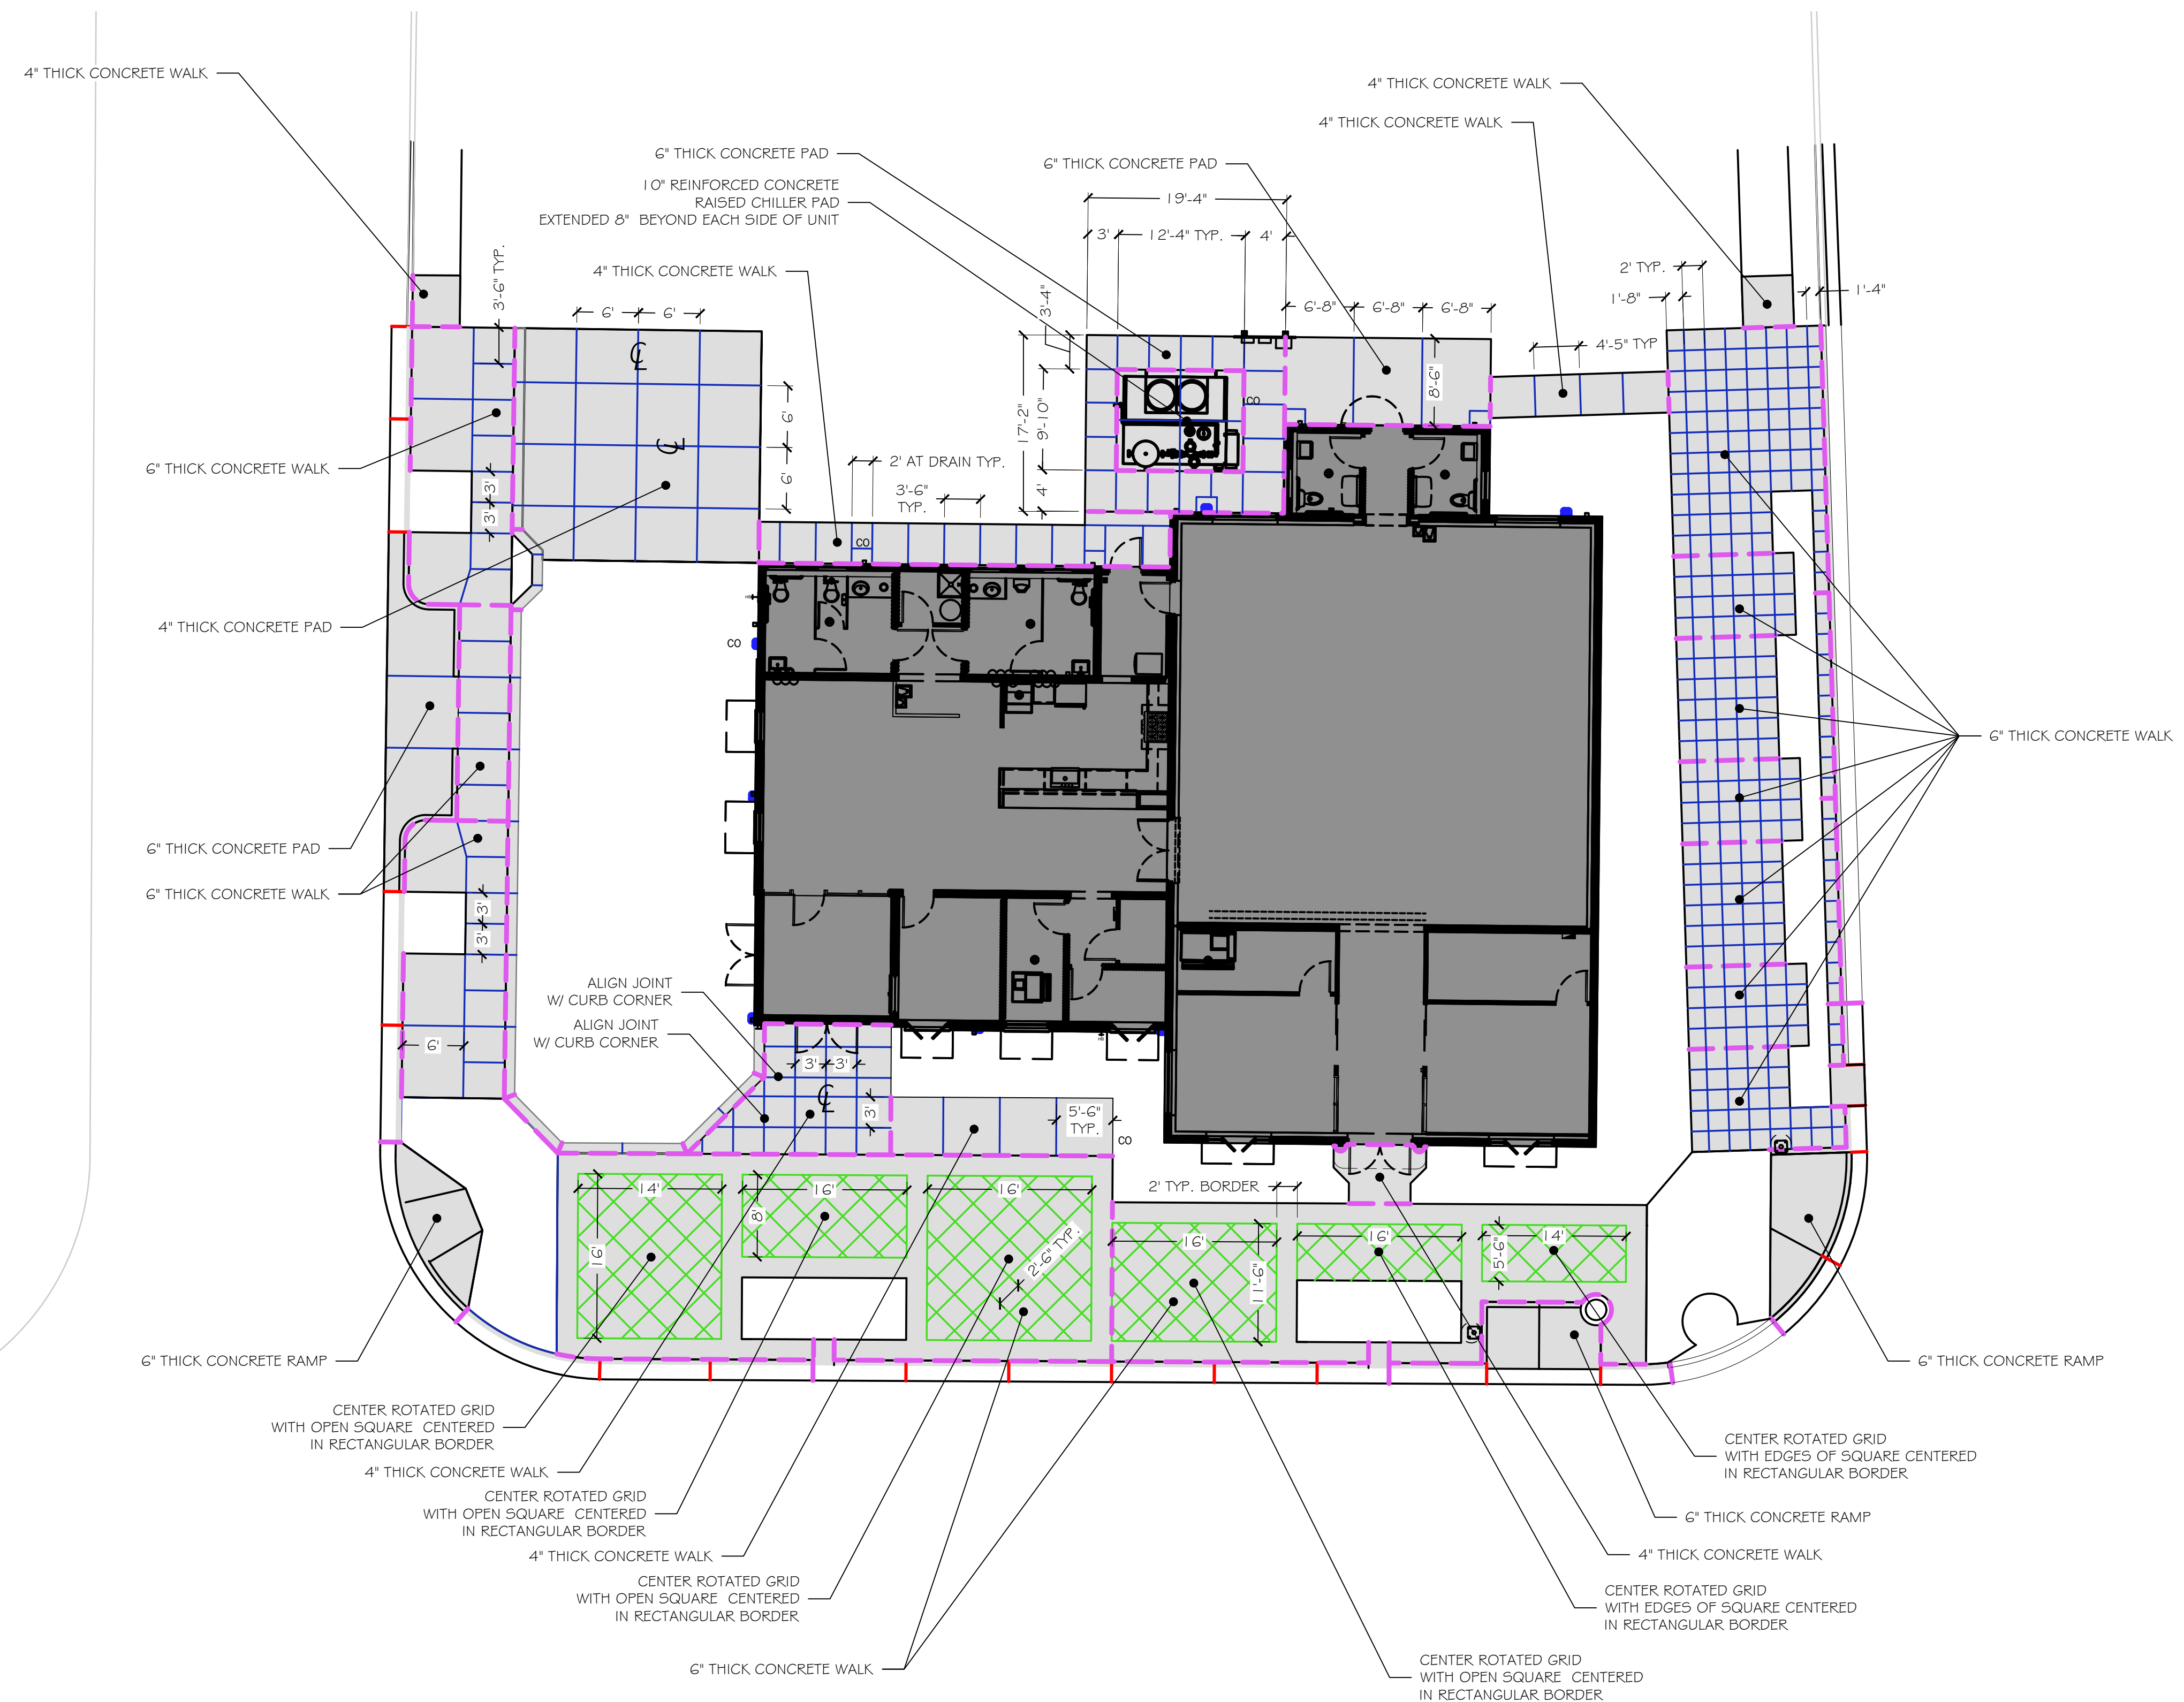 4" THICK CONCRETE WALK
4" THICK CONCRETE WALK
4" THICK CONCRETE WALK
6" THICK CONCRETE PAD
6" THICK CONCRETE PAD
10" REINFORCED CONCRETE
RAISED CHILLER PAD
EXTENDED 8" BEYOND EACH SIDE OF UNIT
19'-4"
3'
12'-4" TYP.
4'
4" THICK CONCRETE WALK
3'-6" TYP.
2' TYP.
1'-8"
1'-4"
6'
6'
3'-4"
6'-8"
6'-8"
6'-8"
4'-5" TYP
CL
8'-6"
CO
6'
17'-2"
9'-10"
CL
6" THICK CONCRETE WALK
2' AT DRAIN TYP.
6'
4'
3'
3'
3'-6"
TYP.
CO
4" THICK CONCRETE PAD
CO
6" THICK CONCRETE WALK
6" THICK CONCRETE PAD
6" THICK CONCRETE WALK
3'
3'
ALIGN JOINT
W/ CURB CORNER
ALIGN JOINT
W/ CURB CORNER
6'
3'
3'
CL
3'
5'-6"
TYP.
CO
14'
16'
16'
2' TYP. BORDER
8'
16'
2'-6" TYP.
16'
11'-6"
16'
14'
5'-6"
6" THICK CONCRETE RAMP
6" THICK CONCRETE RAMP
CENTER ROTATED GRID
WITH OPEN SQUARE CENTERED
IN RECTANGULAR BORDER
CENTER ROTATED GRID
WITH EDGES OF SQUARE CENTERED
IN RECTANGULAR BORDER
4" THICK CONCRETE WALK
CENTER ROTATED GRID
WITH OPEN SQUARE CENTERED
IN RECTANGULAR BORDER
6" THICK CONCRETE RAMP
4" THICK CONCRETE WALK
4" THICK CONCRETE WALK
CENTER ROTATED GRID
WITH OPEN SQUARE CENTERED
IN RECTANGULAR BORDER
CENTER ROTATED GRID
WITH EDGES OF SQUARE CENTERED
IN RECTANGULAR BORDER
6" THICK CONCRETE WALK
CENTER ROTATED GRID
WITH OPEN SQUARE CENTERED
IN RECTANGULAR BORDER